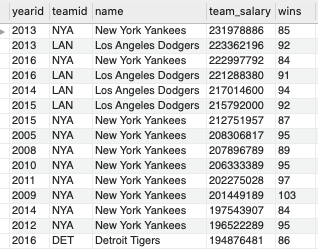 yearid teamid name team_salary wins
2013 NYA New York Yankees 231978886 85
2013 LAN Los Angeles Dodgers 223362196 92
2016 NYA New York Yankees 222997792 84
2016 LAN Los Angeles Dodgers 221288380 91
2014 LAN Los Angeles Dodgers 217014600 94
2015 LAN Los Angeles Dodgers 215792000 92
2015 NYA New York Yankees 212751957 87
2005 NYA New York Yankees 208306817 95
2008 NYA New York Yankees 207896789 89
2010 NYA New York Yankees 206333389 95
2011 NYA New York Yankees 202275028 97
2009 NYA New York Yankees 201449189 103
2014 NYA New York Yankees 197543907 84
2012 NYA New York Yankees 196522289 95
2016 DET Detroit Tigers 194876481 86